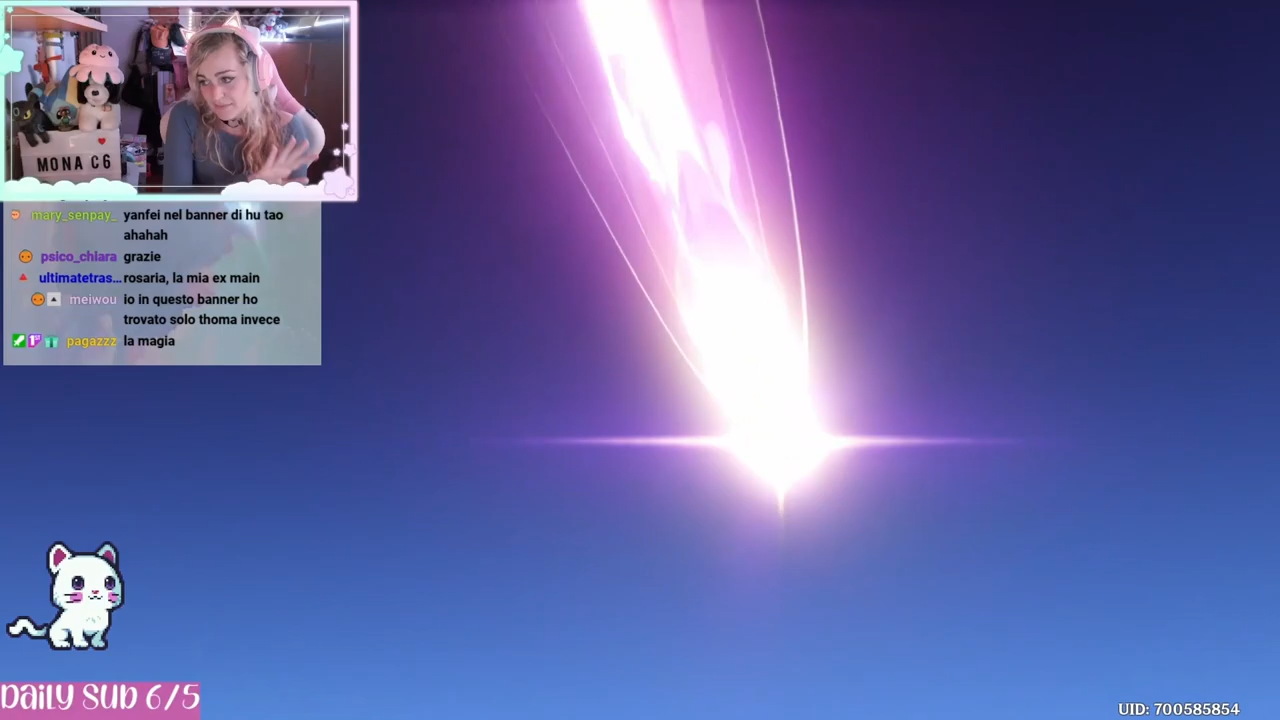 MONA C6
mary_senpay_ yanfei nel banner di hu tao
ahahah
psico_chiara grazie
ultimatetras... rosaria, la mia ex main
meiwou io in questo banner ho
trovato solo thoma invece
pagazzz la magia
Daily Sub 6/5
UID: 700585854